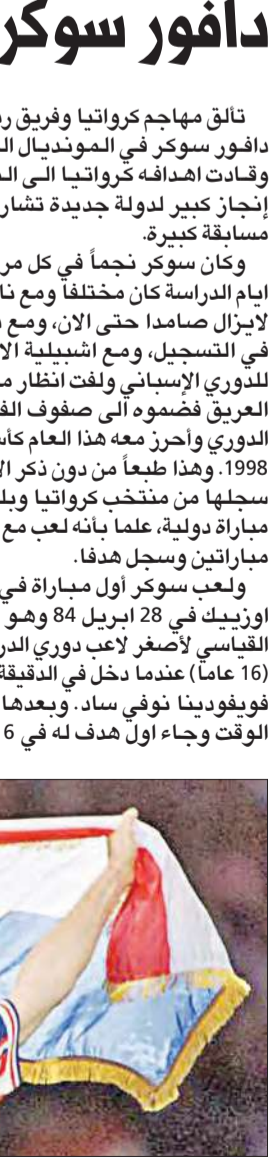 دافور سوكر
تألق مهاجم كرواتيا وفريق
دافور سوكر في المونديال
وقادت اهدافه كرواتيا الى
إنجاز كبير لدولة جديدة تشار
مسابقة كبيرة.
وكان سوكر نجماً في كل مر
ايام الدراسة كان مختلفا ومع نا
لايزال صامدا حتى الان، ومع
في التسجيل، ومع اشبيلية الا
للدوري الإسباني ولفت انظار
العريق فضموه الى صفوف الف
الدوري وأحرز معه هذا العام كأ
1998. وهذا طبعاً من دون ذكر الا
سجلها من منتخب كرواتيا وبل
مباراة دولية، علما بأنه لعب مع
مباراتين وسجل هدفا.
ولعب سوكر أول مباراة في
اوزييك في 28 ابريل 84 وهو
القياسي لأصغر لاعب دوري الدر
(16 عاما) عندما دخل في الدقيقة
فويفودينا نوفي ساد. وبعدها
الوقت وجاء اول هدف له في 6